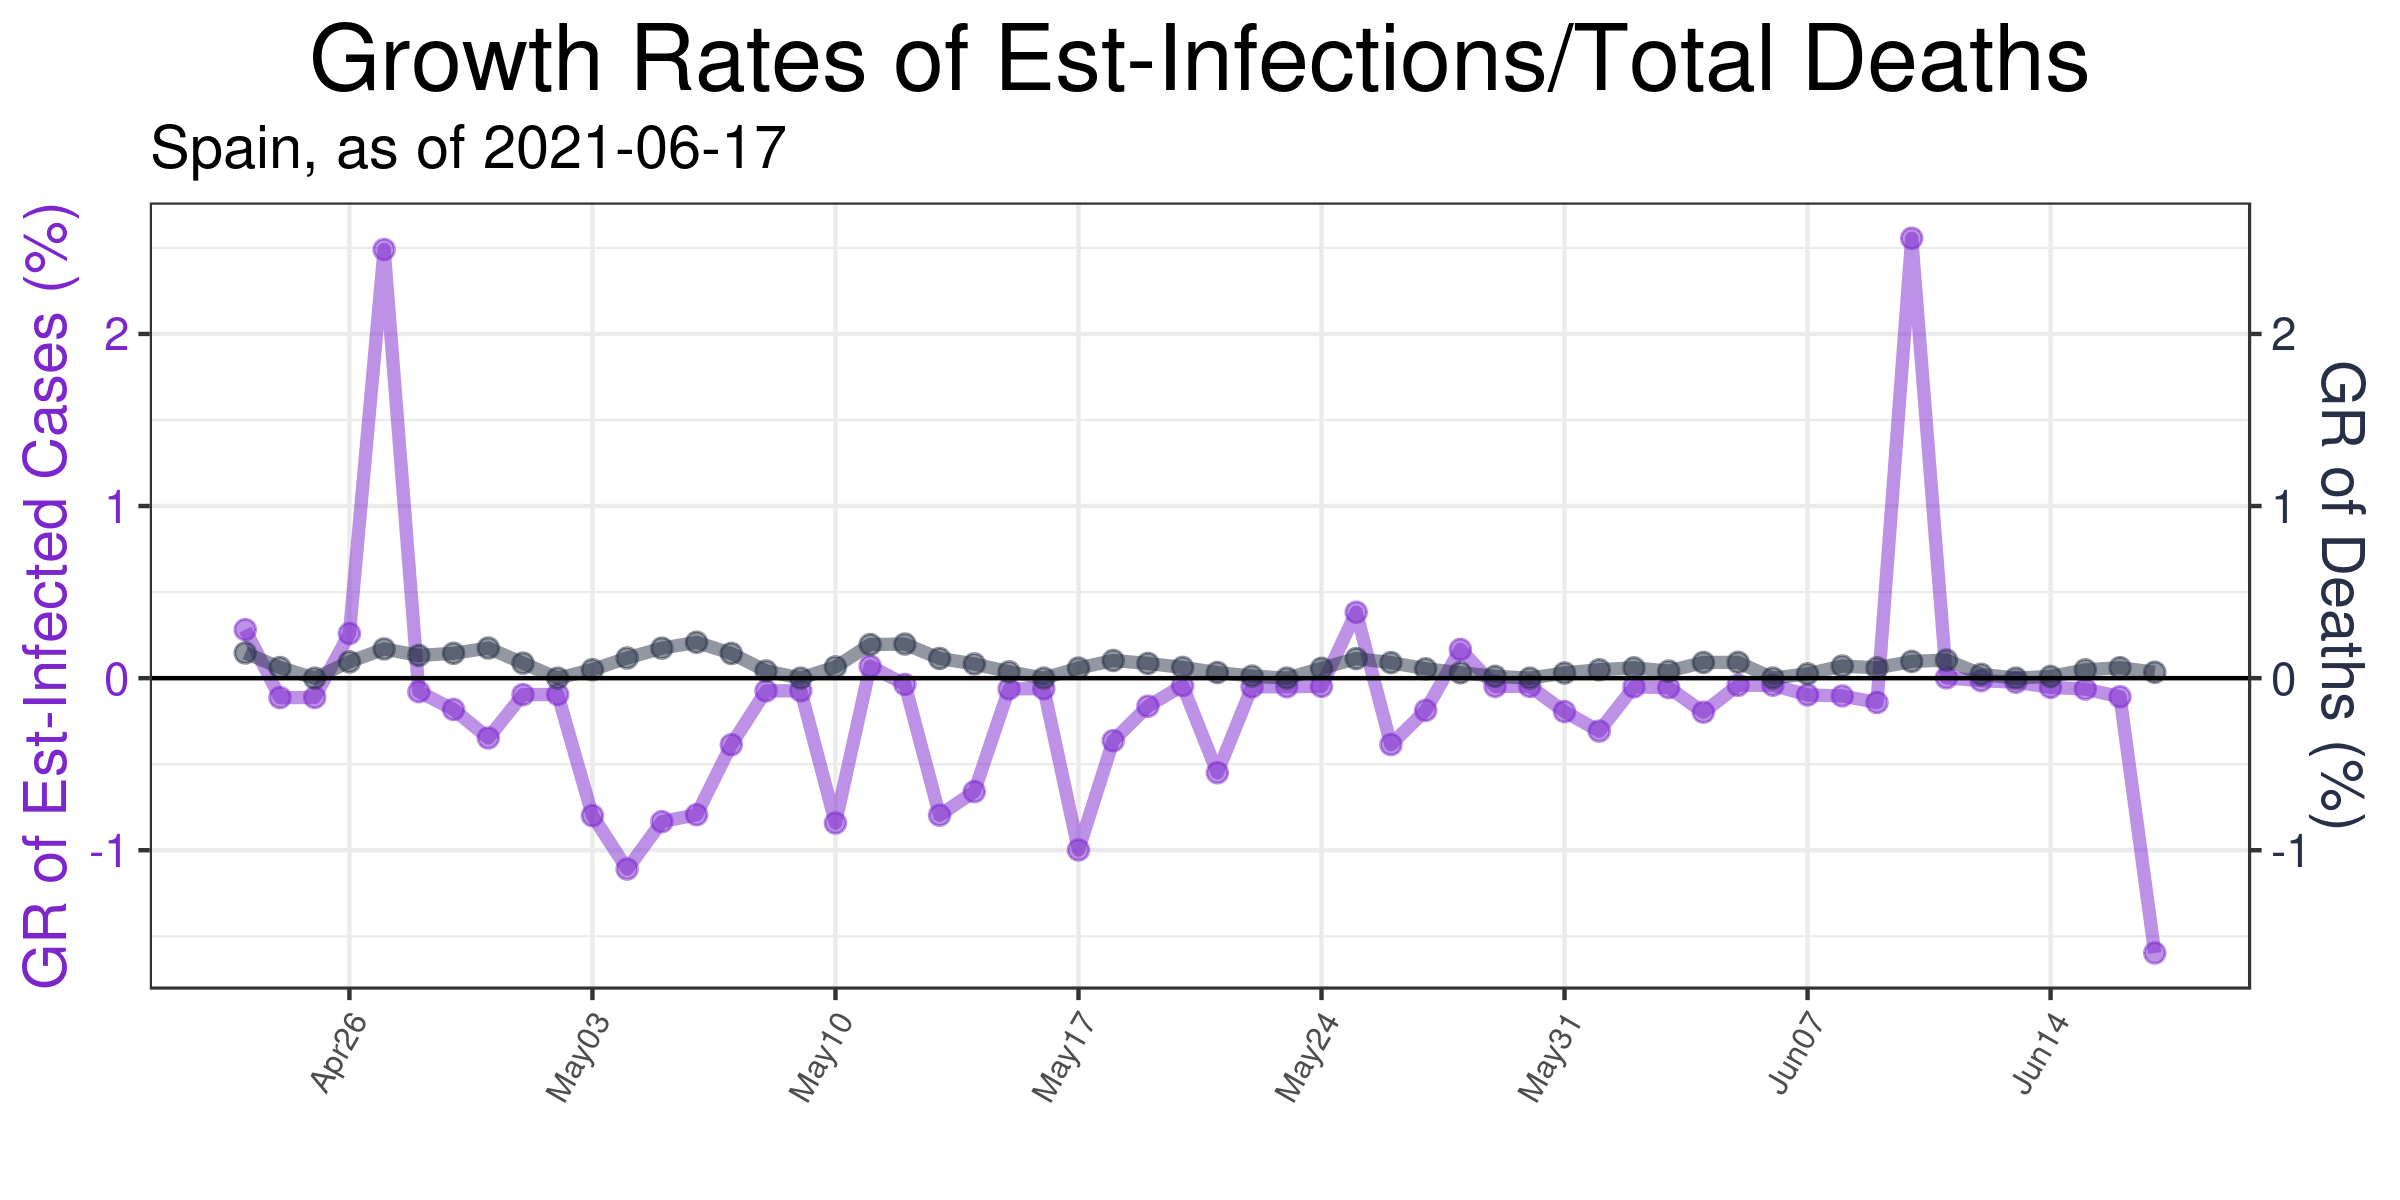 Growth Rates of Est-Infections/Total Deaths
Spain, as of 2021-06-17
GR of Est-Infected Cases (%)
2
1
0
-1
2
1
0
-1
GR of Deaths (%)
Apr26
May03
May10
May17
May24
May31
Jun07
Jun14